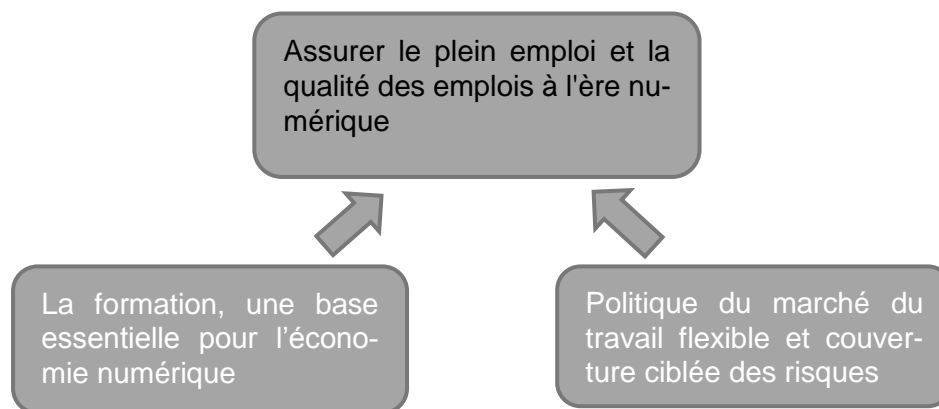 Assurer le plein emploi et la
qualité des emplois à l'ère nu-
mérique
La formation, une base
essentielle pour l’écono-
mie numérique
Politique du marché du
travail flexible et couver-
ture ciblée des risques